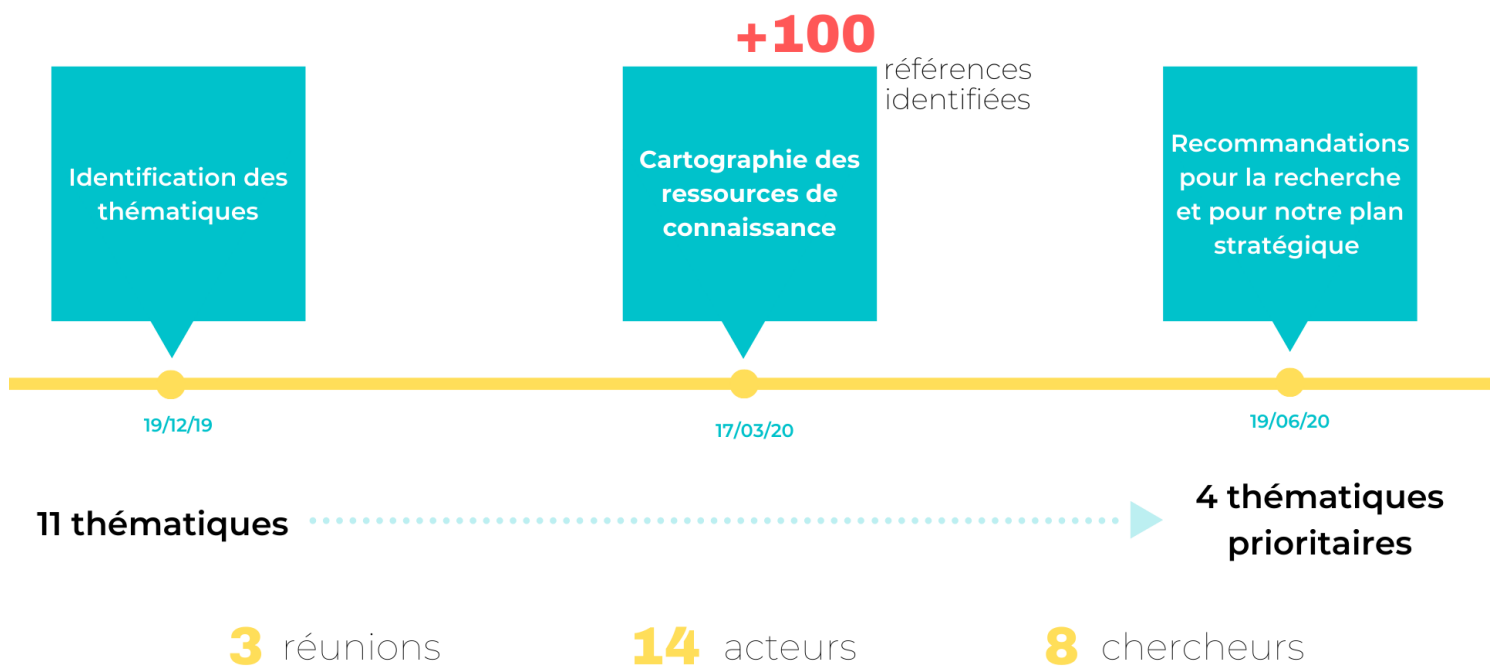 +100
références
identifiées
Identification des
thématiques
Cartographie des
ressources de
connaissance
Recommandations
pour la recherche
et pour notre plan
stratégique
19/12/19
17/03/20
19/06/20
11 thématiques
4 thématiques
prioritaires
3 réunions
14 acteurs
8 chercheurs